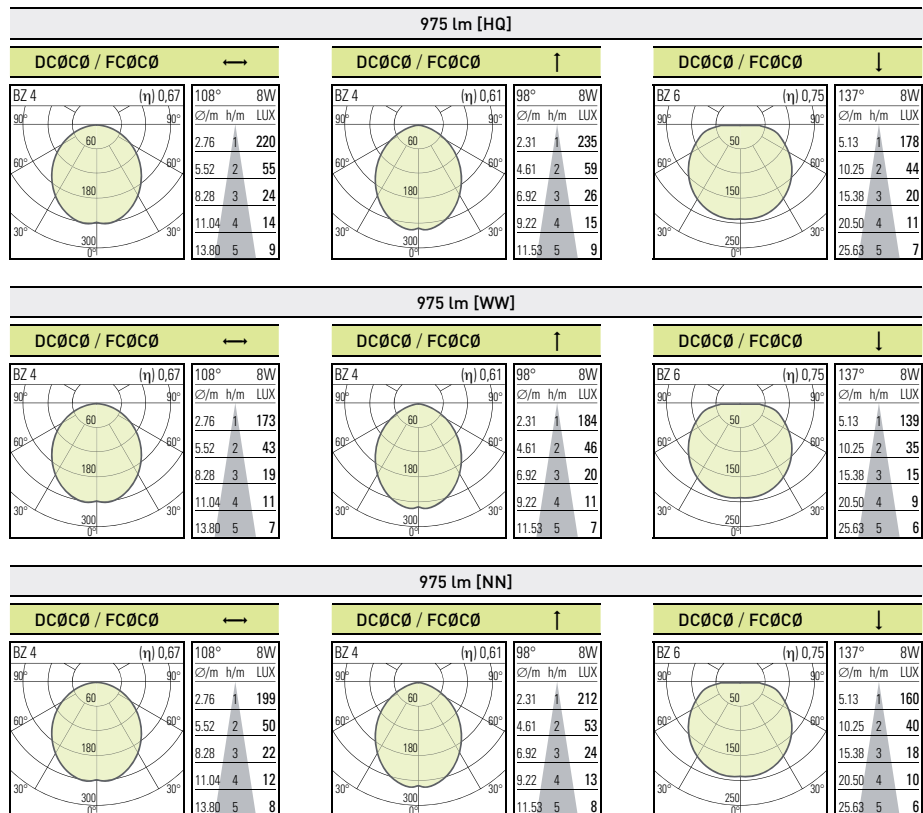 975 lm [HQ]
DCØCØ / FCØCØ ↔
BZ 4 (η) 0,67
90° 90°
60
60° 60°
180
30° 30°
300
0°
108° 8W
∅/m h/m LUX
2.76 1 220
5.52 2 55
8.28 3 24
11.04 4 14
13.80 5 9
DCØCØ / FCØCØ ↑
BZ 4 (η) 0,61
90° 90°
60
60° 60°
180
30° 30°
300
0°
98° 8W
∅/m h/m LUX
2.31 1 235
4.61 2 59
6.92 3 26
9.22 4 15
11.53 5 9
DCØCØ / FCØCØ ↓
BZ 6 (η) 0,75
90° 90°
50
60° 60°
150
30° 30°
250
0°
137° 8W
∅/m h/m LUX
5.13 1 178
10.25 2 44
15.38 3 20
20.50 4 11
25.63 5 7
975 lm [WW]
DCØCØ / FCØCØ ↔
BZ 4 (η) 0,67
90° 90°
60
60° 60°
180
30° 30°
300
0°
108° 8W
∅/m h/m LUX
2.76 1 173
5.52 2 43
8.28 3 19
11.04 4 11
13.80 5 7
DCØCØ / FCØCØ ↑
BZ 4 (η) 0,61
90° 90°
60
60° 60°
180
30° 30°
300
0°
98° 8W
∅/m h/m LUX
2.31 1 184
4.61 2 46
6.92 3 20
9.22 4 11
11.53 5 7
DCØCØ / FCØCØ ↓
BZ 6 (η) 0,75
90° 90°
50
60° 60°
150
30° 30°
250
0°
137° 8W
∅/m h/m LUX
5.13 1 139
10.25 2 35
15.38 3 15
20.50 4 9
25.63 5 6
975 lm [NN]
DCØCØ / FCØCØ ↔
BZ 4 (η) 0,67
90° 90°
60
60° 60°
180
30° 30°
300
0°
108° 8W
∅/m h/m LUX
2.76 1 199
5.52 2 50
8.28 3 22
11.04 4 12
13.80 5 8
DCØCØ / FCØCØ ↑
BZ 4 (η) 0,61
90° 90°
60
60° 60°
180
30° 30°
300
0°
98° 8W
∅/m h/m LUX
2.31 1 212
4.61 2 53
6.92 3 24
9.22 4 13
11.53 5 8
DCØCØ / FCØCØ ↓
BZ 6 (η) 0,75
90° 90°
50
60° 60°
150
30° 30°
250
0°
137° 8W
∅/m h/m LUX
5.13 1 160
10.25 2 40
15.38 3 18
20.50 4 10
25.63 5 6